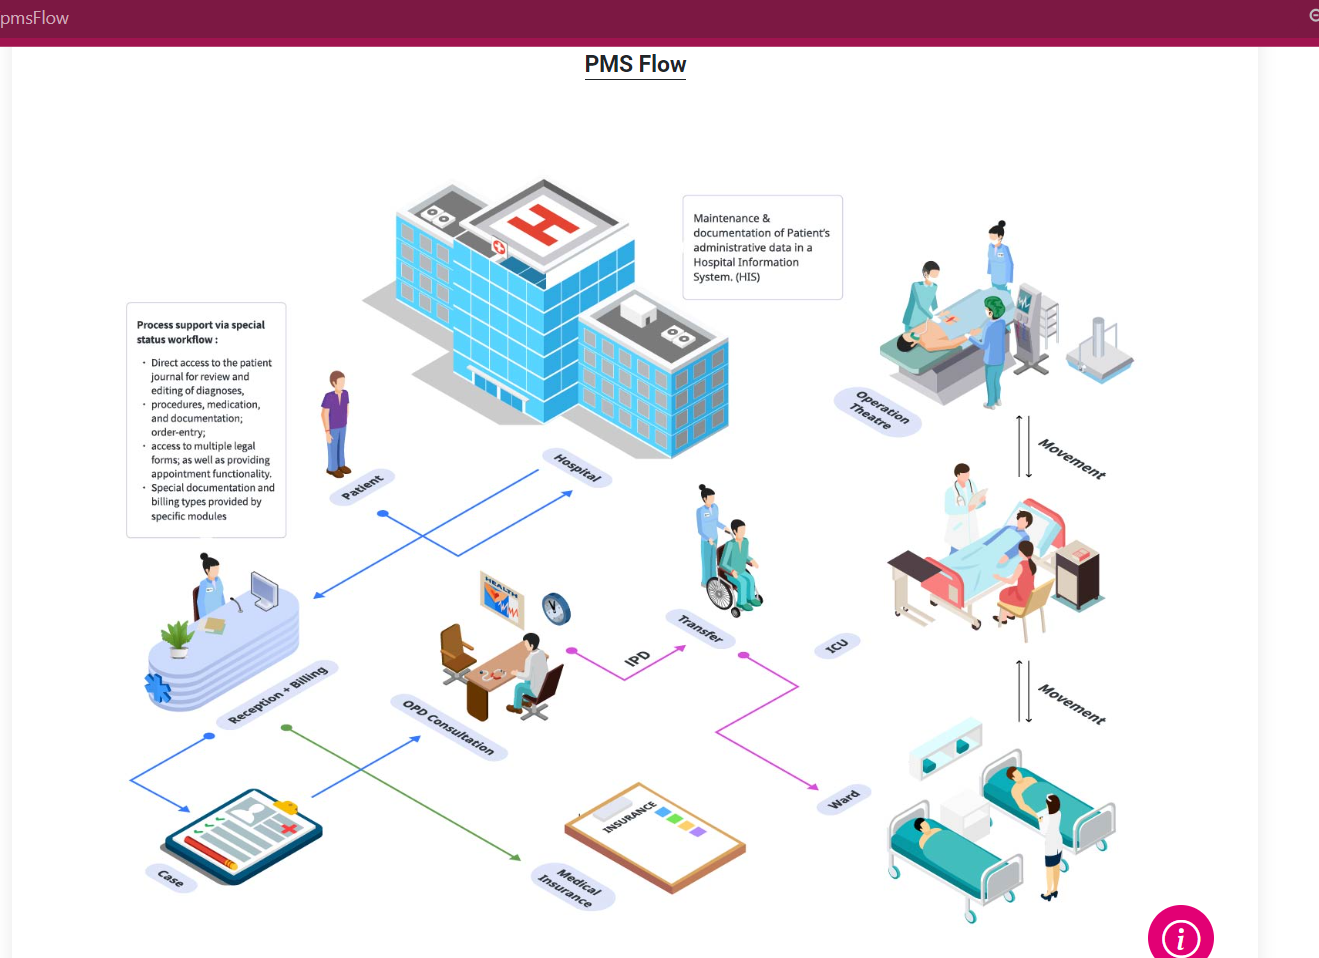 pmsFlow
PMS Flow
Maintenance &
documentation of Patient's
administrative data in a
Hospital Information
System. (HIS)
Process support via special
status workflow :
· Direct access to the patient
journal for review and
editing of diagnoses,
· procedures, medication,
and documentation;
order-entry;
· access to multiple legal
forms; as well as providing
appointment functionality.
· Special documentation and
billing types provided by
specific modules
Patient
Hospital
Operation
Theatre
Movement
HEALTH
Transfer
IPD
ICU
Reception + Billing
OPD Consultation
Movement
Ward
INSURANCE
Case
Medical
Insurance
i